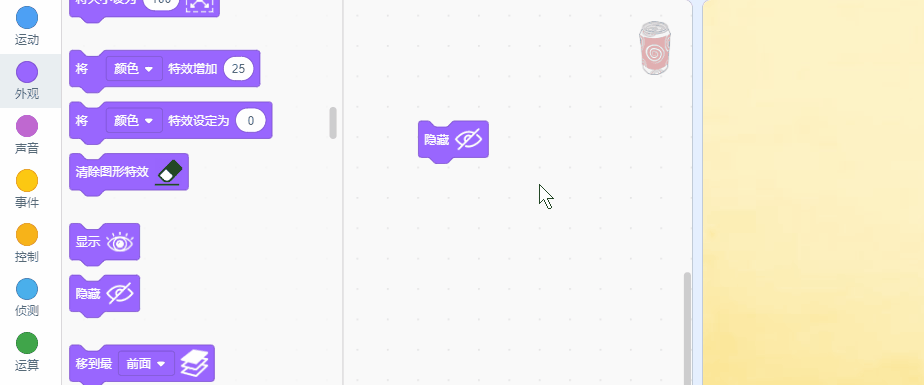 运动
外观
声音
事件
控制
侦测
运算
100
将 颜色 特效增加 25
将 颜色 特效设定为 0
清除图形特效
显示
隐藏
移到最 前面
隐藏